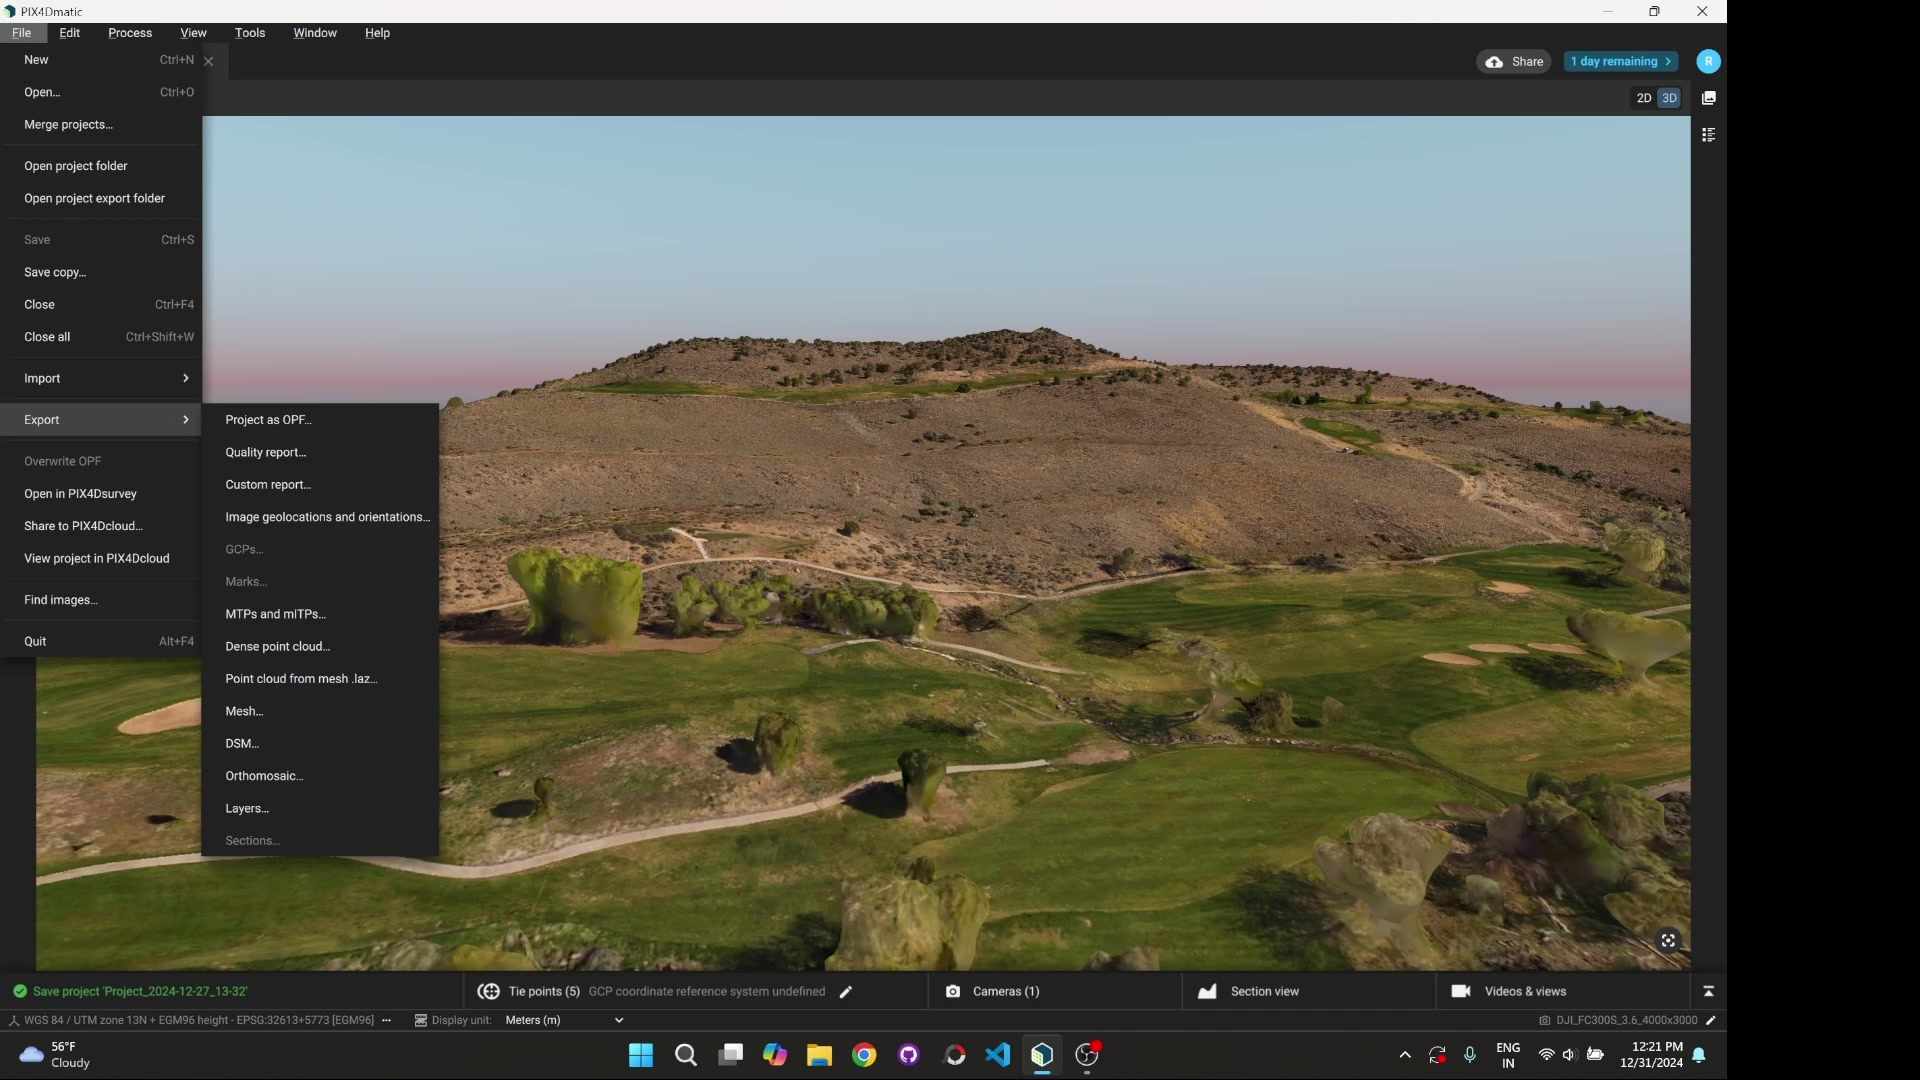 PIX4Dmatic
File Edit Process View Tools Window Help
New Ctrl+N
Share
1 day remaining
R
Open... Ctrl+O
2D 3D
Merge projects...
Open project folder
Open project export folder
Save Ctrl+S
Save copy...
Close Ctrl+F4
Close all Ctrl+Shift+W
Import
Export
Overwrite OPF
Open in PIX4Dsurvey
Share to PIX4Dcloud...
View project in PIX4Dcloud
Find images...
Quit Alt+F4
Project as OPF...
Quality report...
Custom report...
Image geolocations and orientations...
GCPs...
Marks...
MTPs and mITPs...
Dense point cloud...
Point cloud from mesh .laz...
Mesh...
DSM...
Orthomosaic...
Layers...
Sections...
Save project 'Project_2024-12-27_13-32'
Tie points (5) GCP coordinate reference system undefined
Cameras (1)
Section view
Videos & views
WGS 84 / UTM zone 13N + EGM96 height - EPSG:32613+5773 [EGM96] ···
Display unit: Meters (m)
DJI_FC300S_3.6_4000x3000
56°F
Cloudy
ENG
IN
12:21 PM
12/31/2024